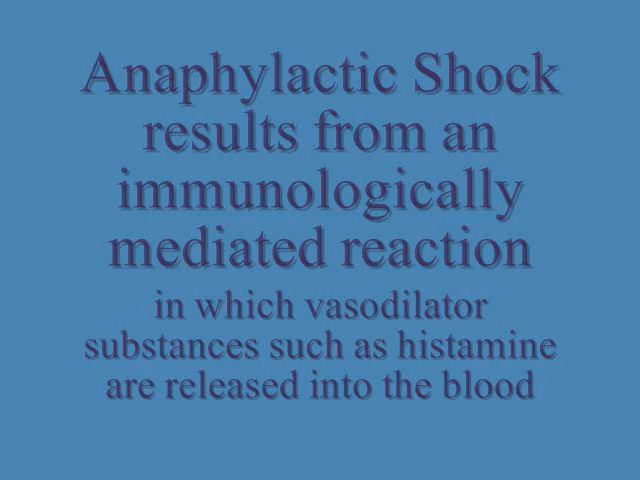 Anaphylactic Shock
results from an
immunologically
mediated reaction
in which vasodilator
substances such as histamine
are released into the blood